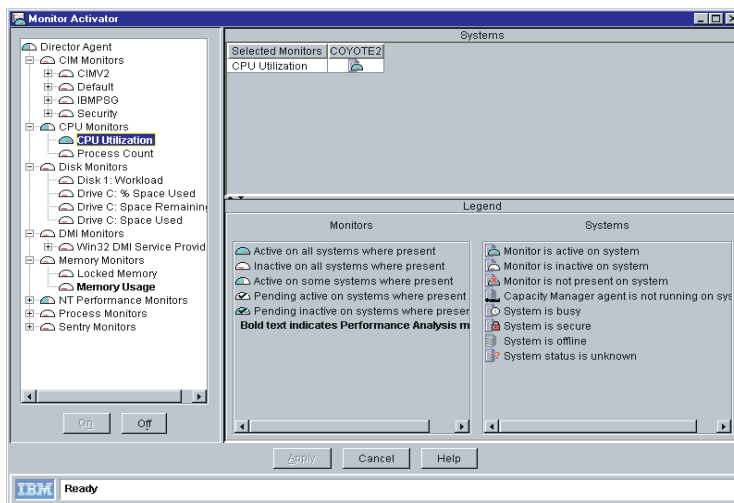 Monitor Activator
Director Agent
CIM Monitors
CIMV2
Default
IBMPSG
Security
CPU Monitors
CPU Utilization
Process Count
Disk Monitors
Disk 1: Workload
Drive C: % Space Used
Drive C: Space Remaining
Drive C: Space Used
DMI Monitors
Win32 DMI Service Provid
Memory Monitors
Locked Memory
Memory Usage
NT Performance Monitors
Process Monitors
Sentry Monitors
On Off
Systems
Selected Monitors COYOTE2
CPU Utilization
Legend
Monitors
Active on all systems where present
Inactive on all systems where present
Active on some systems where present
Pending active on systems where present
Pending inactive on systems where preser
Bold text indicates Performance Analysis m
Systems
Monitor is active on system
Monitor is inactive on system
Monitor is not present on system
Capacity Manager agent is not running on sys
System is busy
System is secure
System is offline
System status is unknown
Apply Cancel Help
IBM Ready